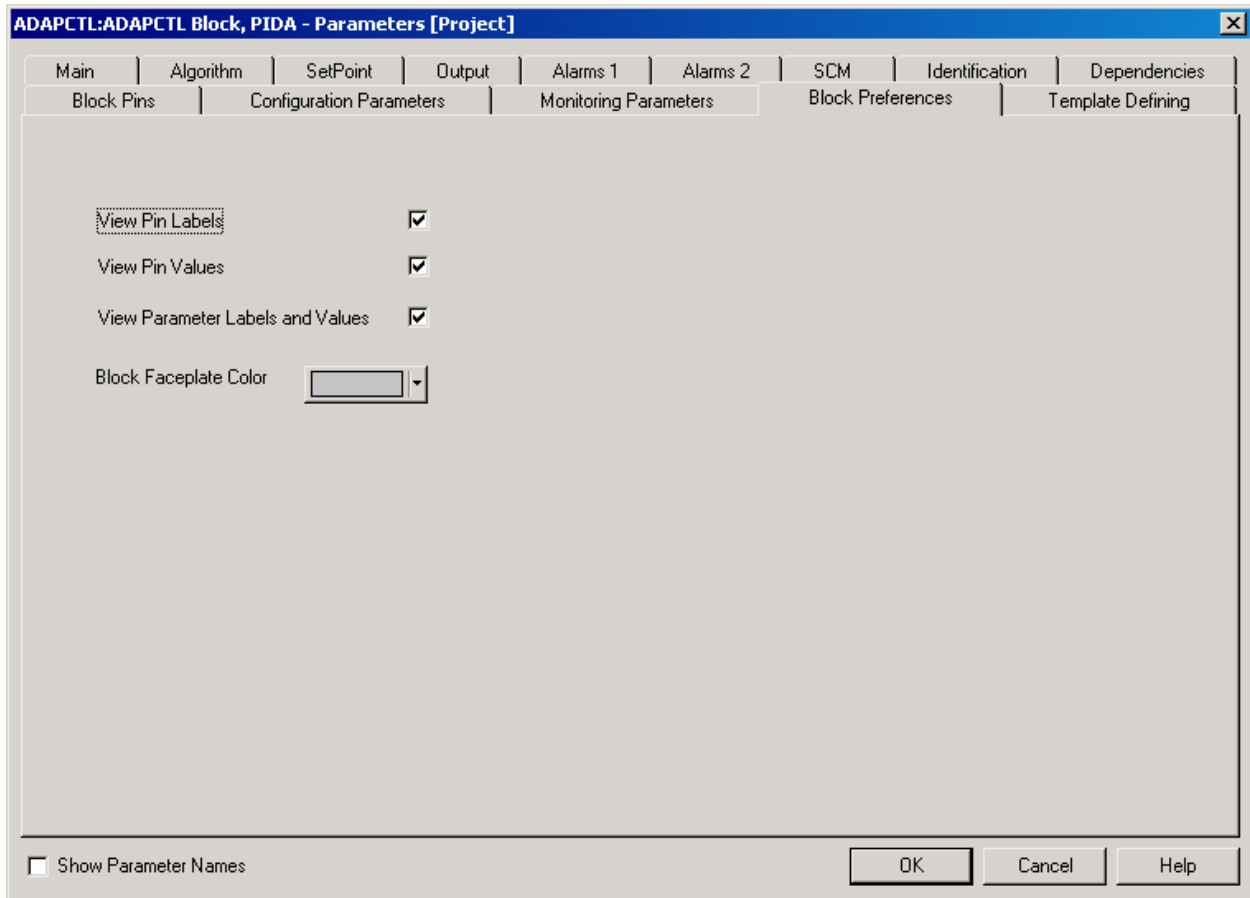 ADAPCTL:ADAPCTL Block, PIDA - Parameters [Project]
Main Algorithm SetPoint Output Alarms 1 Alarms 2 SCM Identification Dependencies
Block Pins Configuration Parameters Monitoring Parameters Block Preferences Template Defining
View Pin Labels
View Pin Values
View Parameter Labels and Values
Block Faceplate Color
Show Parameter Names OK Cancel Help